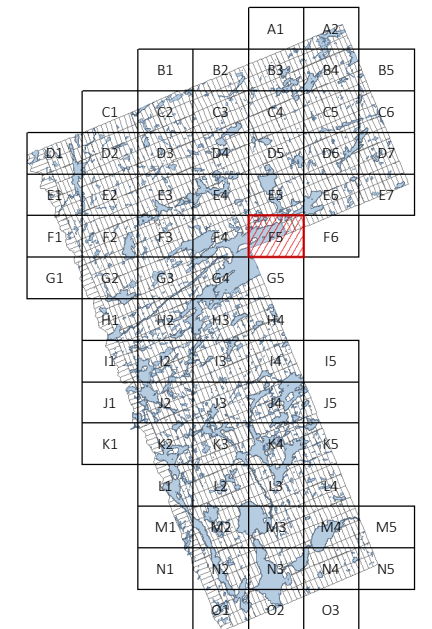 A1 A2
B1 B2 B3 B4 B5
C1 C2 C3 C4 C5 C6
D1 D2 D3 D4 D5 D6 D7
E1 E2 E3 E4 E5 E6 E7
F1 F2 F3 F4 F5 F6
G1 G2 G3 G4 G5
H1 H2 H3 H4
I1 I2 I3 I4 I5
J1 J2 J3 J4 J5
K1 K2 K3 K4 K5
L1 L2 L3 L4
M1 M2 M3 M4 M5
N1 N2 N3 N4 N5
O1 O2 O3